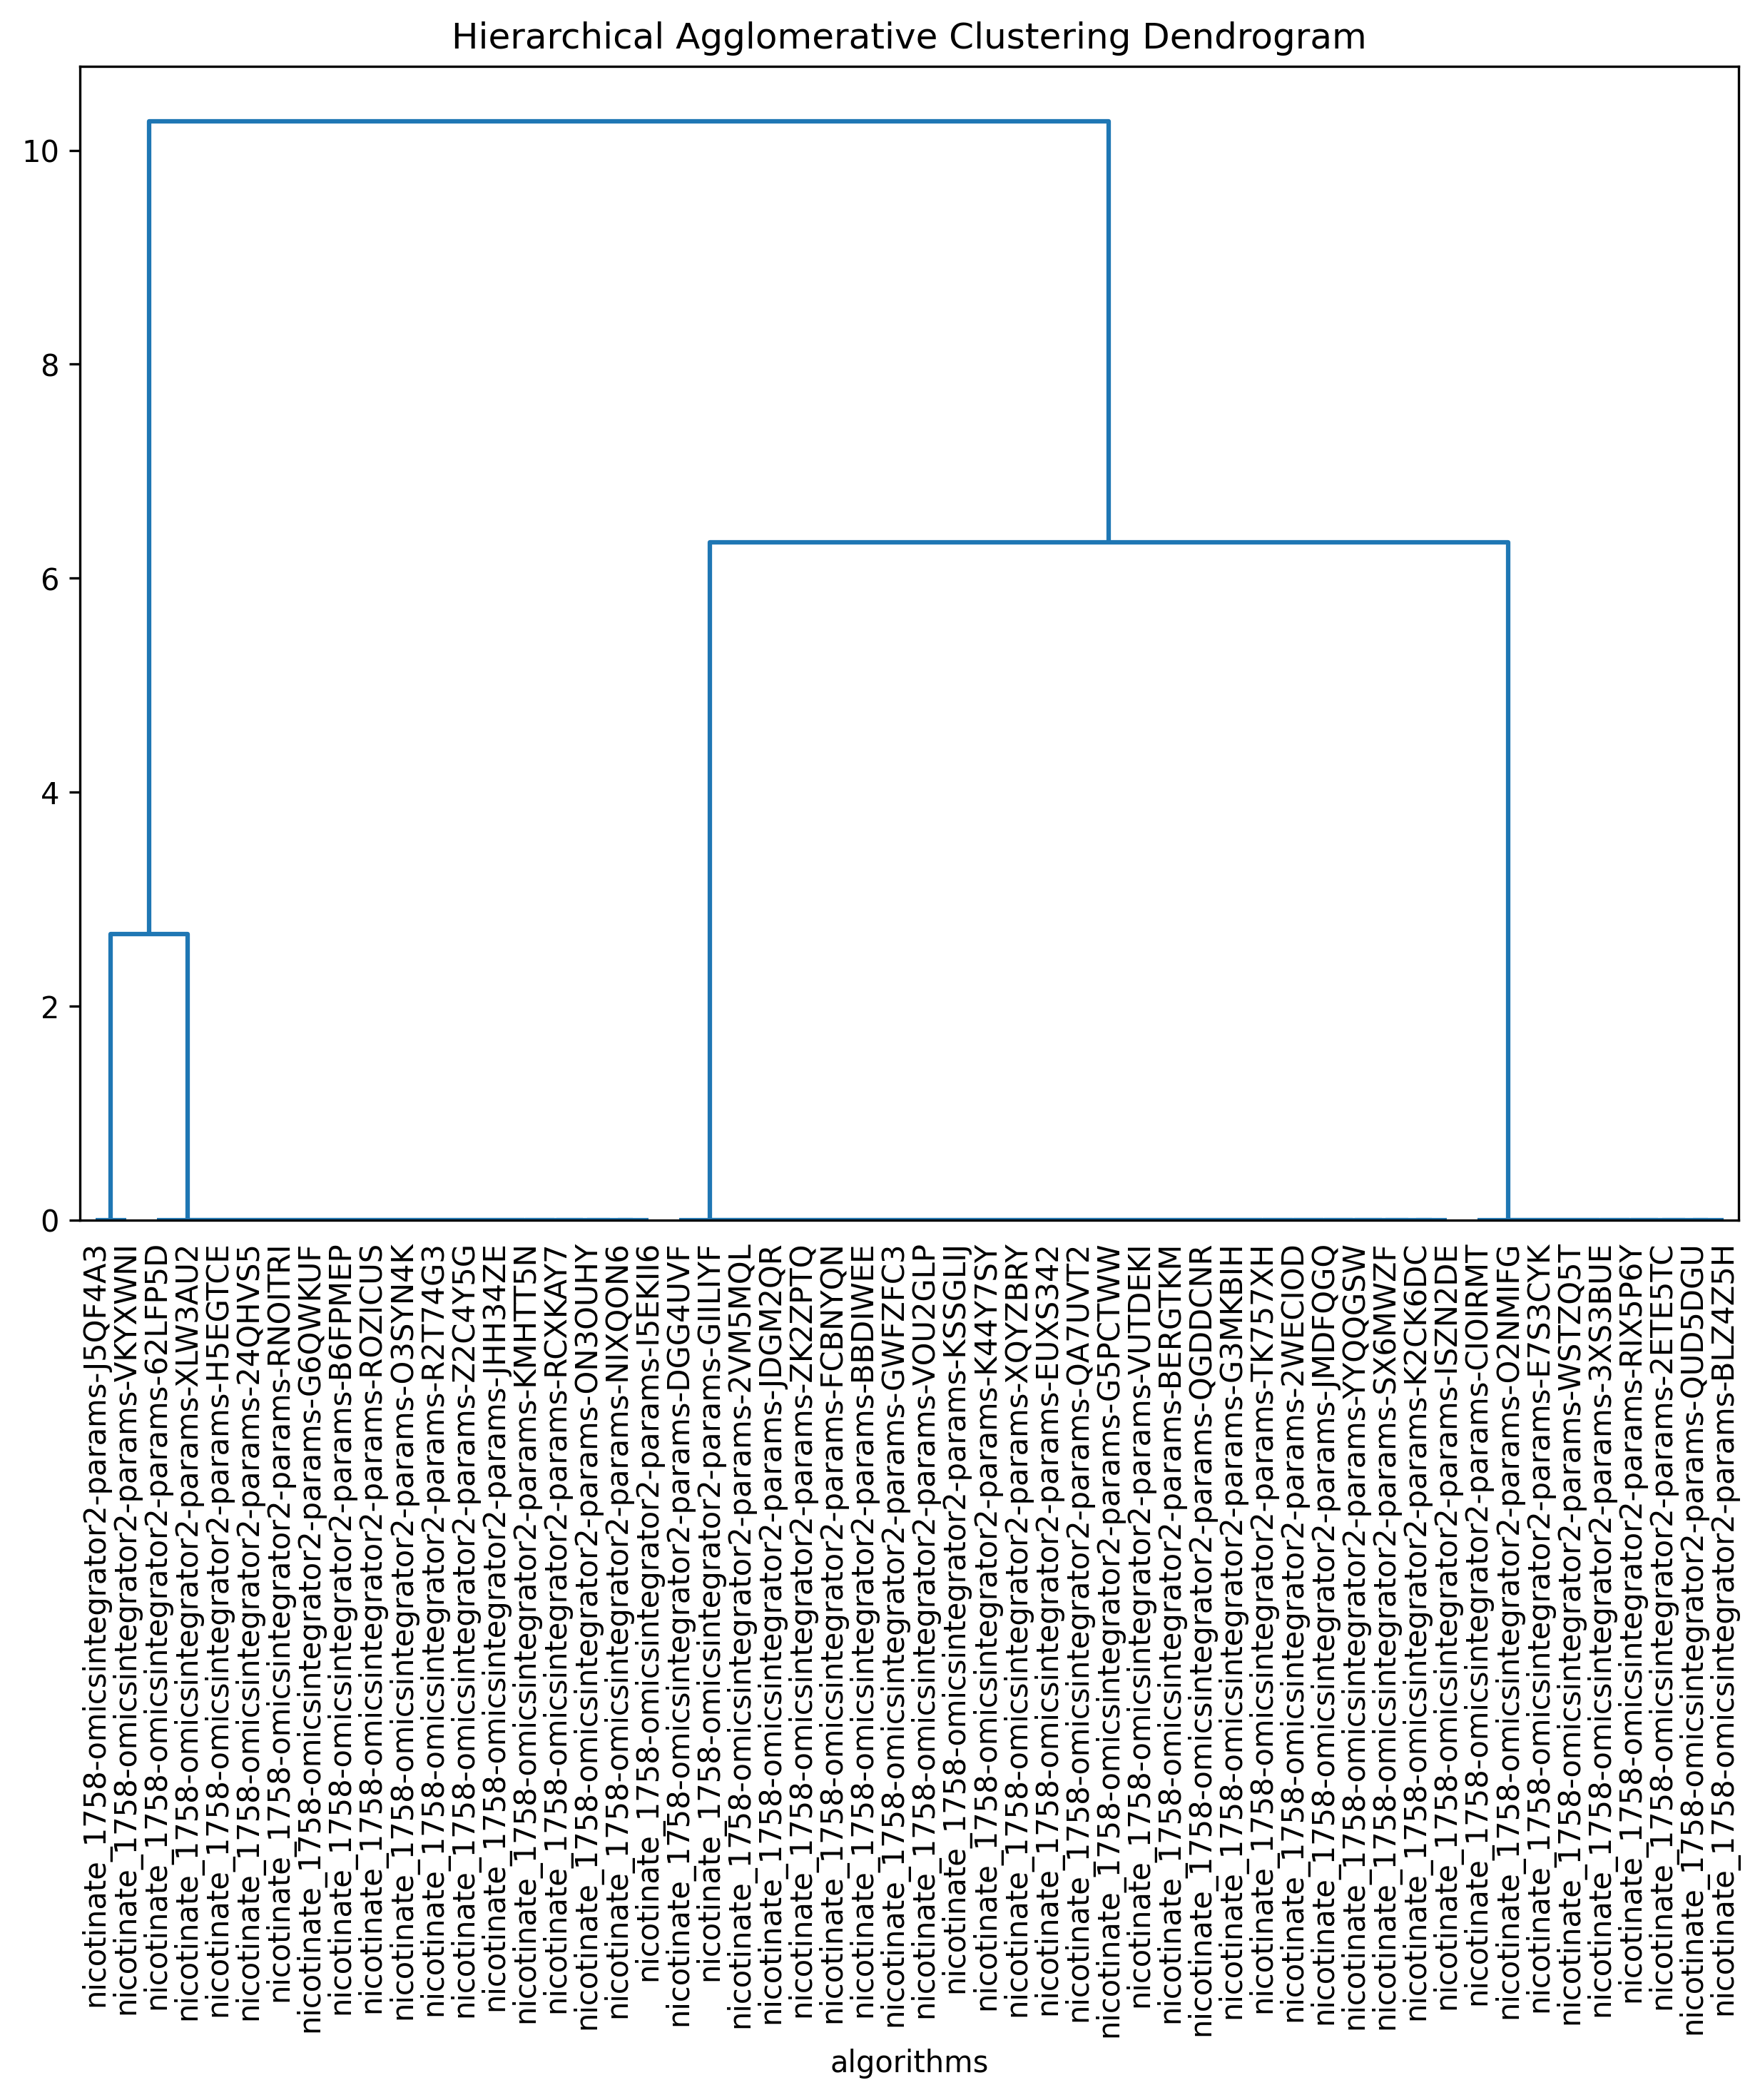 Hierarchical Agglomerative Clustering Dendrogram
10
8
6
4
2
0
nicotinate_1758-omicsintegrator2-params-J5QF4A3
nicotinate_1758-omicsintegrator2-params-VKYXWNI
nicotinate_1758-omicsintegrator2-params-62LFP5D
nicotinate_1758-omicsintegrator2-params-XLW3AU2
nicotinate_1758-omicsintegrator2-params-H5EGTCE
nicotinate_1758-omicsintegrator2-params-24QHVS5
nicotinate_1758-omicsintegrator2-params-RNOITRI
nicotinate_1758-omicsintegrator2-params-G6QWKUF
nicotinate_1758-omicsintegrator2-params-B6FPMEP
nicotinate_1758-omicsintegrator2-params-ROZICUS
nicotinate_1758-omicsintegrator2-params-O3SYN4K
nicotinate_1758-omicsintegrator2-params-R2T74G3
nicotinate_1758-omicsintegrator2-params-Z2C4Y5G
nicotinate_1758-omicsintegrator2-params-JHH34ZE
nicotinate_1758-omicsintegrator2-params-KMHTT5N
nicotinate_1758-omicsintegrator2-params-RCXKAY7
nicotinate_1758-omicsintegrator2-params-ON3OUHY
nicotinate_1758-omicsintegrator2-params-NIXQON6
nicotinate_1758-omicsintegrator2-params-I5EKII6
nicotinate_1758-omicsintegrator2-params-DGG4UVF
nicotinate_1758-omicsintegrator2-params-GIILIYF
nicotinate_1758-omicsintegrator2-params-2VM5MQL
nicotinate_1758-omicsintegrator2-params-JDGM2QR
nicotinate_1758-omicsintegrator2-params-ZK2ZPTQ
nicotinate_1758-omicsintegrator2-params-FCBNYQN
nicotinate_1758-omicsintegrator2-params-BBDIWEE
nicotinate_1758-omicsintegrator2-params-GWFZFC3
nicotinate_1758-omicsintegrator2-params-VOU2GLP
nicotinate_1758-omicsintegrator2-params-KSSGLIJ
nicotinate_1758-omicsintegrator2-params-K44Y7SY
nicotinate_1758-omicsintegrator2-params-XQYZBRY
nicotinate_1758-omicsintegrator2-params-EUXS342
nicotinate_1758-omicsintegrator2-params-QA7UVT2
nicotinate_1758-omicsintegrator2-params-G5PCTWW
nicotinate_1758-omicsintegrator2-params-VUTDEKI
nicotinate_1758-omicsintegrator2-params-BERGTKM
nicotinate_1758-omicsintegrator2-params-QGDDCNR
nicotinate_1758-omicsintegrator2-params-G3MKBIH
nicotinate_1758-omicsintegrator2-params-TK757XH
nicotinate_1758-omicsintegrator2-params-2WECIOD
nicotinate_1758-omicsintegrator2-params-JMDFQGQ
nicotinate_1758-omicsintegrator2-params-YYQQGSW
nicotinate_1758-omicsintegrator2-params-SX6MWZF
nicotinate_1758-omicsintegrator2-params-K2CK6DC
nicotinate_1758-omicsintegrator2-params-ISZN2DE
nicotinate_1758-omicsintegrator2-params-CIOIRMT
nicotinate_1758-omicsintegrator2-params-O2NMIFG
nicotinate_1758-omicsintegrator2-params-E7S3CYK
nicotinate_1758-omicsintegrator2-params-WSTZQ5T
nicotinate_1758-omicsintegrator2-params-3XS3BUE
nicotinate_1758-omicsintegrator2-params-RIX5P6Y
nicotinate_1758-omicsintegrator2-params-2ETE5TC
nicotinate_1758-omicsintegrator2-params-QUD5DGU
nicotinate_1758-omicsintegrator2-params-BLZ4Z5H
algorithms